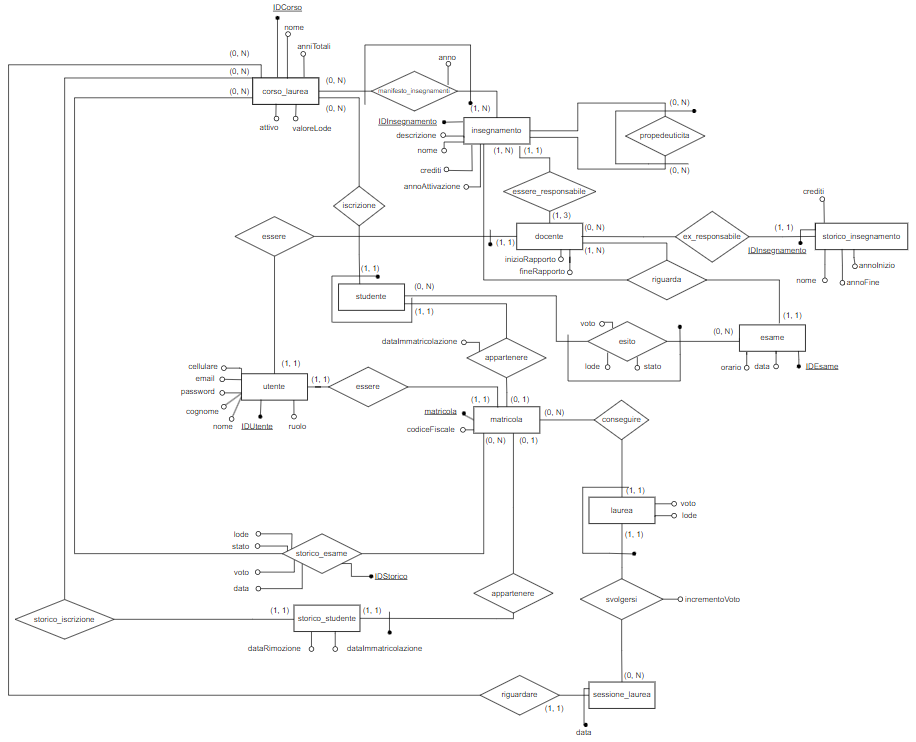 IDCorso
nome
anniTotali
(0, N)
(0, N)
(0, N)
(0, N)
(0, N)
corso_laurea
attivo
valoreLode
anno
manifesto_insegnamenti
(1, N)
IDInsegnamento
descrizione
nome
crediti
annoAttivazione
insegnamento
(1, N)
(1, 1)
(0, N)
propedeuticita
(0, N)
essere_responsabile
(1, 3)
iscrizione
essere
(1, 1)
docente
(0, N)
(1, N)
inizioRapporto
fineRapporto
ex_responsabile
crediti
(1, 1)
storico_insegnamento
IDInsegnamento
nome
annoInizio
annoFine
riguarda
(1, 1)
studente
(0, N)
(1, 1)
dataImmatricolazione
appartenere
voto
esito
lode
stato
(0, N)
(1, 1)
esame
orario
data
IDEsame
cellulare
email
password
cognome
nome
IDUtente
ruolo
(1, 1)
utente
(1, 1)
essere
(1, 1)
(0, 1)
matricola
codiceFiscale
matricola
(0, N)
(0, N)
(0, 1)
conseguire
(1, 1)
laurea
voto
lode
(1, 1)
lode
stato
voto
data
storico_esame
IDStorico
appartenere
svolgersi
incrementoVoto
storico_iscrizione
(1, 1)
storico_studente
(1, 1)
dataRimozione
dataImmatricolazione
(0, N)
riguardare
(1, 1)
sessione_laurea
data